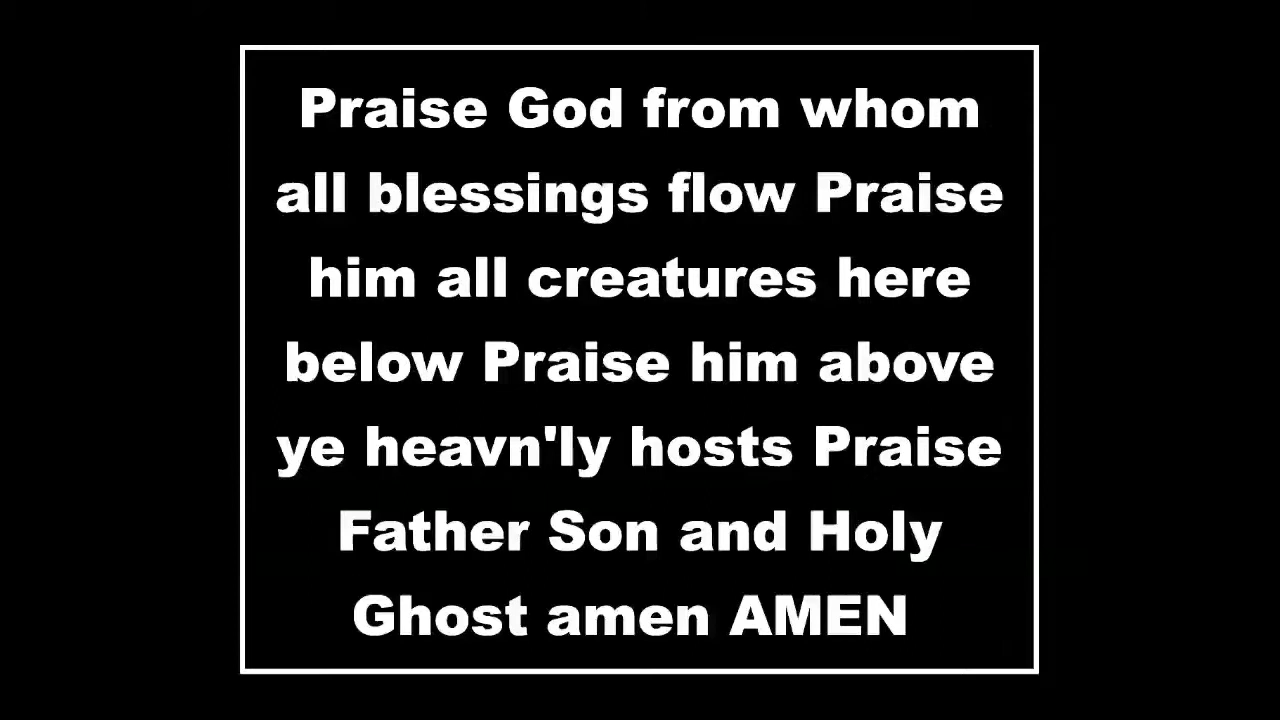 Praise God from whom
all blessings flow Praise
him all creatures here
below Praise him above
ye heavn'ly hosts Praise
Father Son and Holy
Ghost amen AMEN